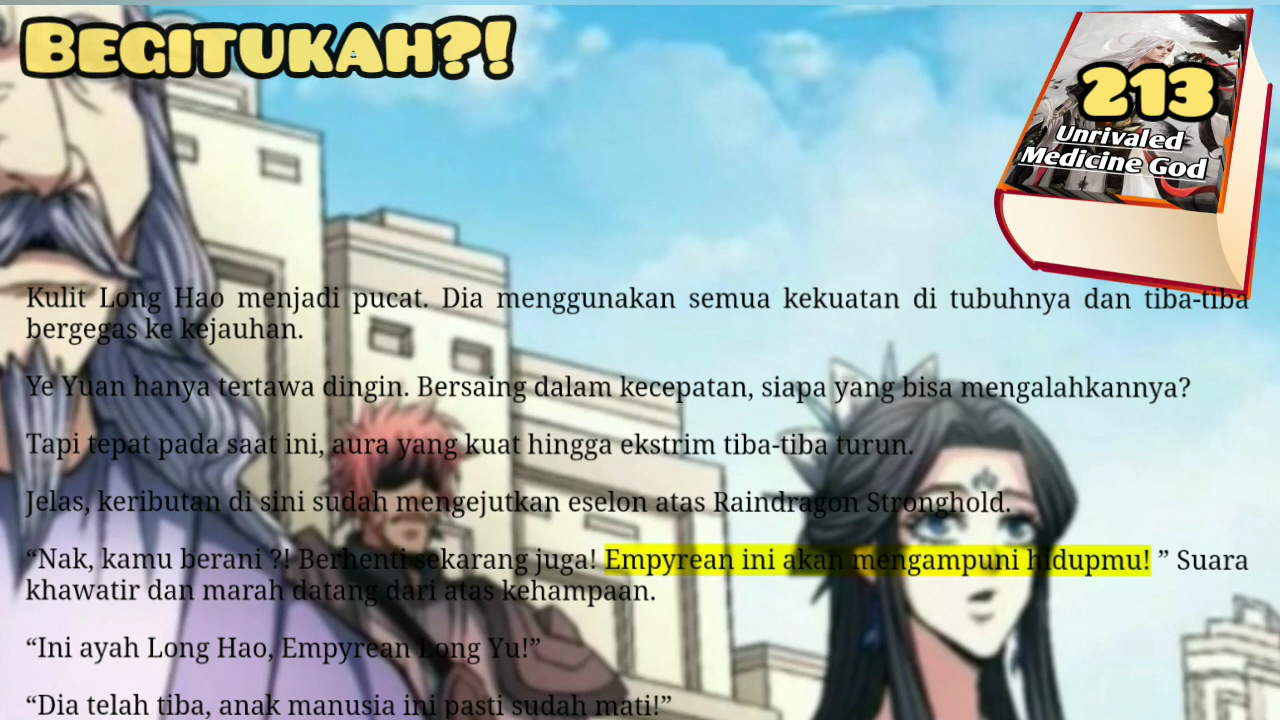 BEGITUKAH?!
213
Unrivaled
Medicine God
Kulit Long Hao menjadi pucat. Dia menggunakan semua kekuatan di tubuhnya dan tiba-tiba
bergegas ke kejauhan.
Ye Yuan hanya tertawa dingin. Bersaing dalam kecepatan, siapa yang bisa mengalahkannya?
Tapi tepat pada saat ini, aura yang kuat hingga ekstrim tiba-tiba turun.
Jelas, keributan di sini sudah mengejutkan eselon atas Raindragon Stronghold.
“Nak, kamu berani ?! Berhenti sekarang juga! Empyrean ini akan mengampuni hidupmu! ” Suara
khawatir dan marah datang dari atas kehampaan.
“Ini ayah Long Hao, Empyrean Long Yu!”
“Dia telah tiba, anak manusia ini pasti sudah mati!”